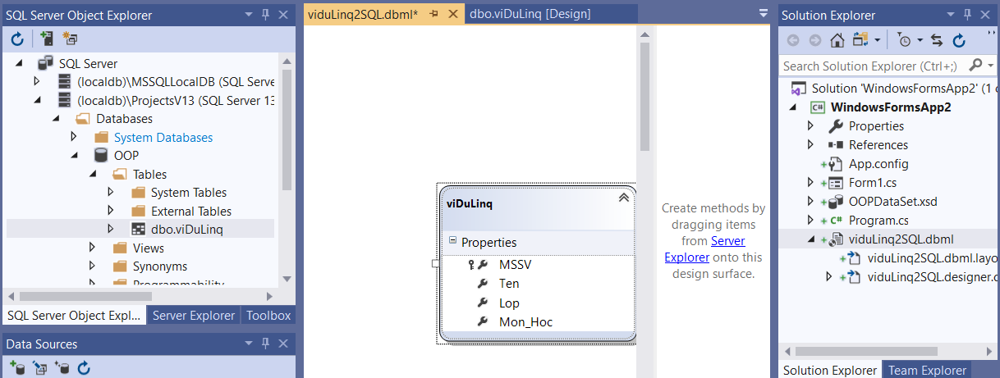 SQL Server Object Explorer
SQL Server
(localdb)\MSSQLLocalDB (SQL Serve
(localdb)\ProjectsV13 (SQL Server 13
Databases
System Databases
OOP
Tables
System Tables
External Tables
dbo.viDuLinq
Views
Synonyms
Programmability
SQL Server Object Expl...
Server Explorer
Toolbox
Data Sources
viduLinq2SQL.dbml*
dbo.viDuLinq [Design]
viDuLinq
Properties
MSSV
Ten
Lop
Mon_Hoc
Create methods by
dragging items
from Server
Explorer onto this
design surface.
Solution Explorer
Search Solution Explorer (Ctrl+;)
Solution 'WindowsFormsApp2' (1
C# WindowsFormsApp2
Properties
References
App.config
Form1.cs
OOPDataSet.xsd
C# Program.cs
viduLinq2SQL.dbml
viduLinq2SQL.dbml.layo
viduLinq2SQL.designer.c
Solution Explorer
Team Explorer